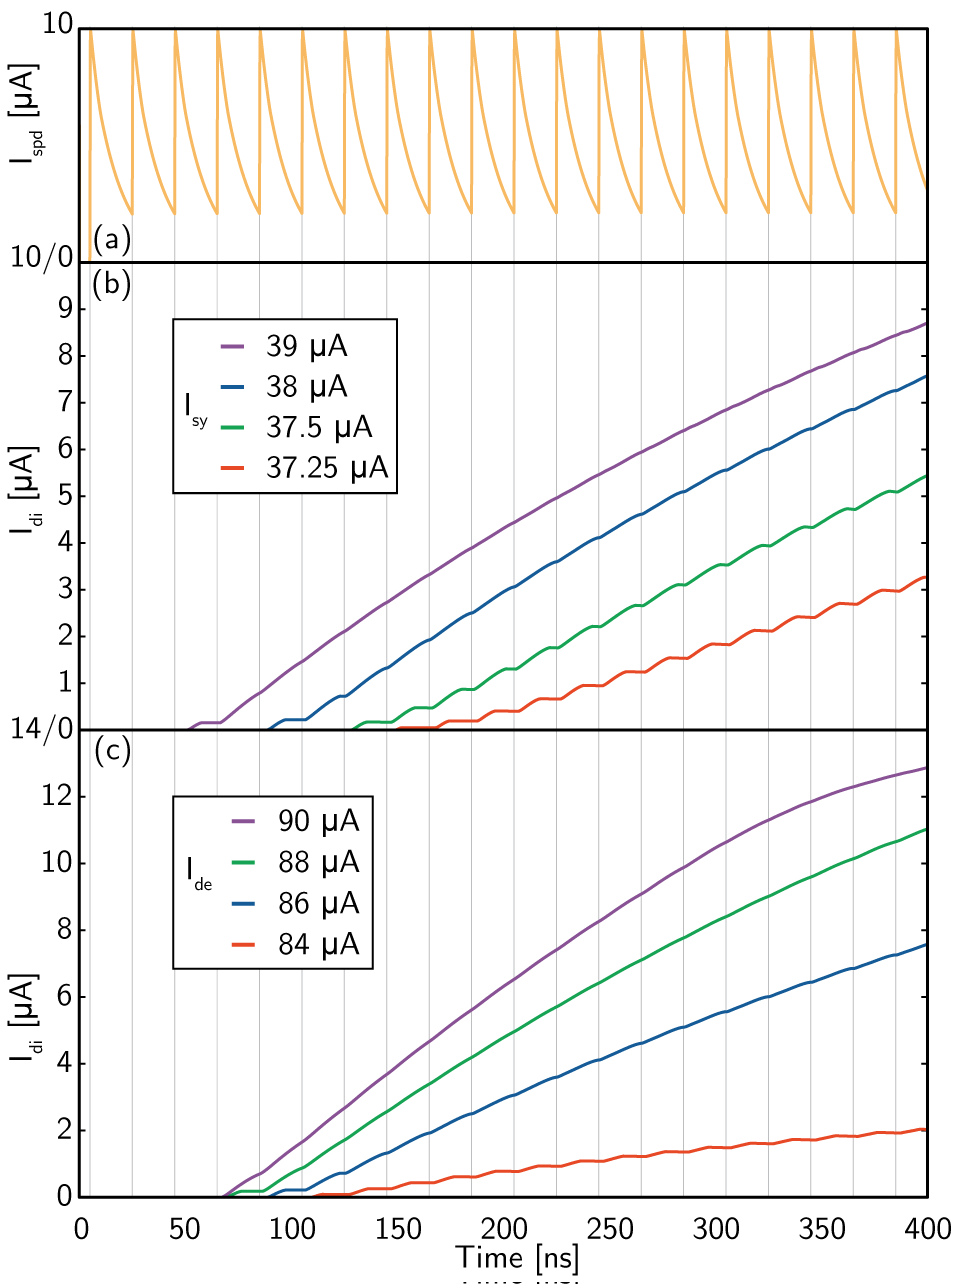 10
I_spd [µA]
(a)
10/0
(b)
9
8
7
6
5
4
3
2
1
I_di [µA]
I_sy
39 µA
38 µA
37.5 µA
37.25 µA
14/0
(c)
12
10
8
6
4
2
0
I_di [µA]
I_de
90 µA
88 µA
86 µA
84 µA
0 50 100 150 200 250 300 350 400
Time [ns]